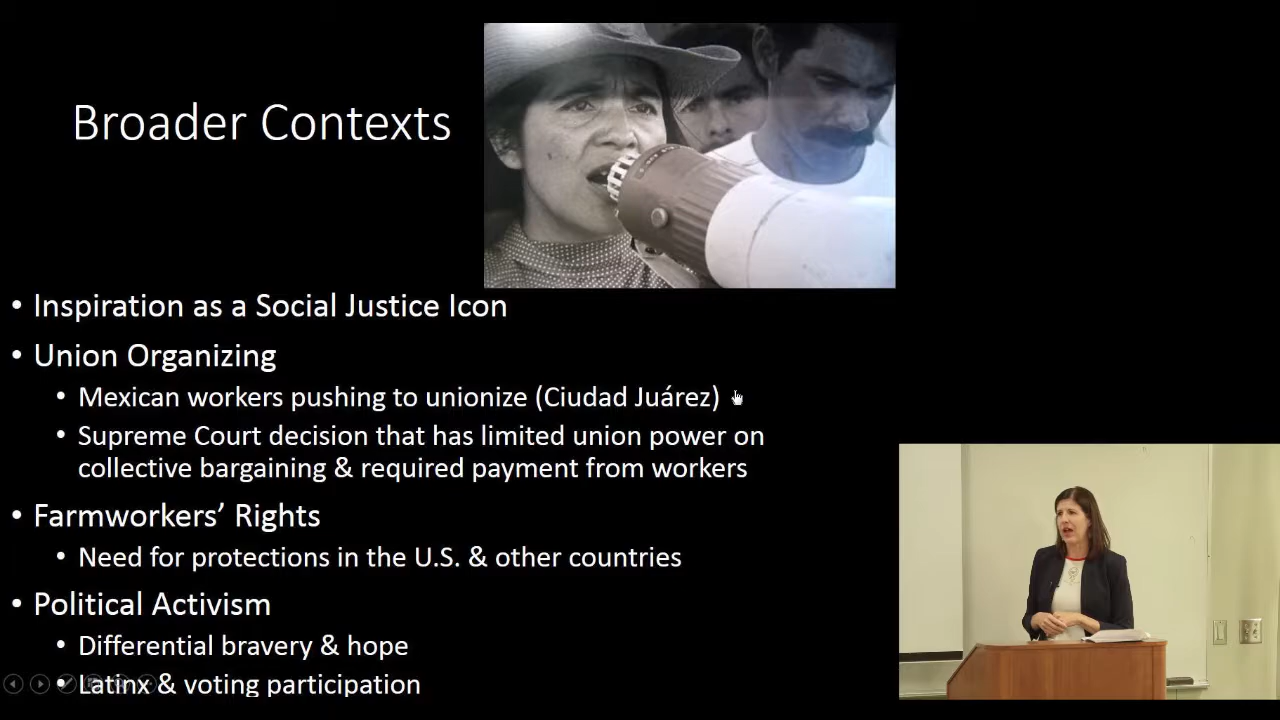 Broader Contexts
• Inspiration as a Social Justice Icon
• Union Organizing
• Mexican workers pushing to unionize (Ciudad Juárez)
• Supreme Court decision that has limited union power on
collective bargaining & required payment from workers
• Farmworkers’ Rights
• Need for protections in the U.S. & other countries
• Political Activism
• Differential bravery & hope
• Latinx & voting participation